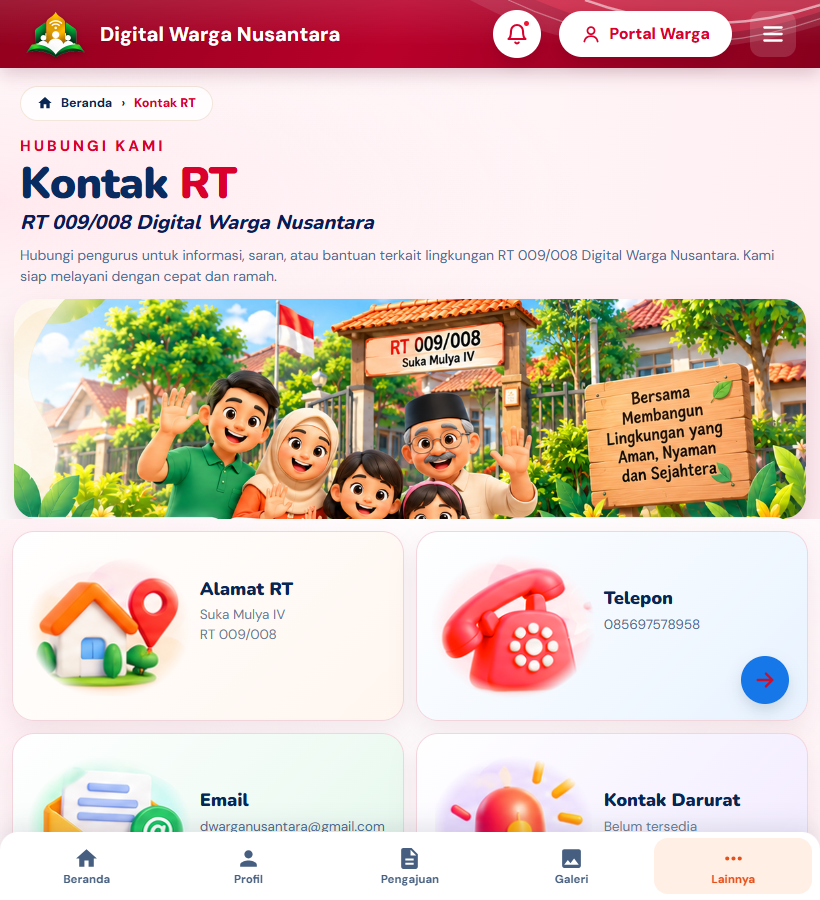 Digital Warga Nusantara
Portal Warga
Beranda › Kontak RT
HUBUNGI KAMI
Kontak RT
RT 009/008 Digital Warga Nusantara
Hubungi pengurus untuk informasi, saran, atau bantuan terkait lingkungan RT 009/008 Digital Warga Nusantara. Kami
siap melayani dengan cepat dan ramah.
RT 009/008
Suka Mulya IV
Bersama
Membangun
Lingkungan yang
Aman, Nyaman
dan Sejahtera
Alamat RT
Suka Mulya IV
RT 009/008
Telepon
085697578958
Email
dwarganusantara@gmail.com
Kontak Darurat
Belum tersedia
Beranda
Profil
Pengajuan
Galeri
Lainnya